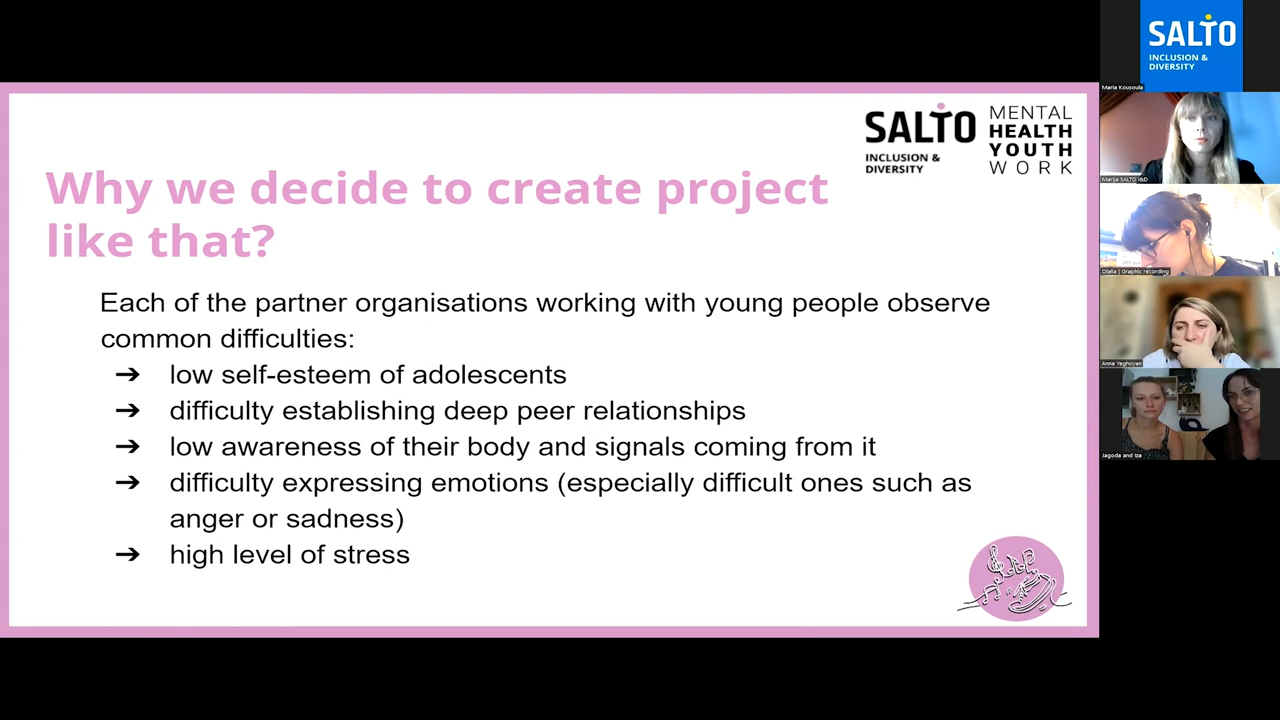 SALTO
INCLUSION &
DIVERSITY
MENTAL
HEALTH
YOUTH
WORK
Why we decide to create project
like that?
Each of the partner organisations working with young people observe
common difficulties:
➔ low self-esteem of adolescents
➔ difficulty establishing deep peer relationships
➔ low awareness of their body and signals coming from it
➔ difficulty expressing emotions (especially difficult ones such as
anger or sadness)
➔ high level of stress
SALTO
INCLUSION &
DIVERSITY
Maria Kousoula
Marija SALTO I&D
Olalla | Graphic recording
Anna Yeghoyan
Jagoda and Iza